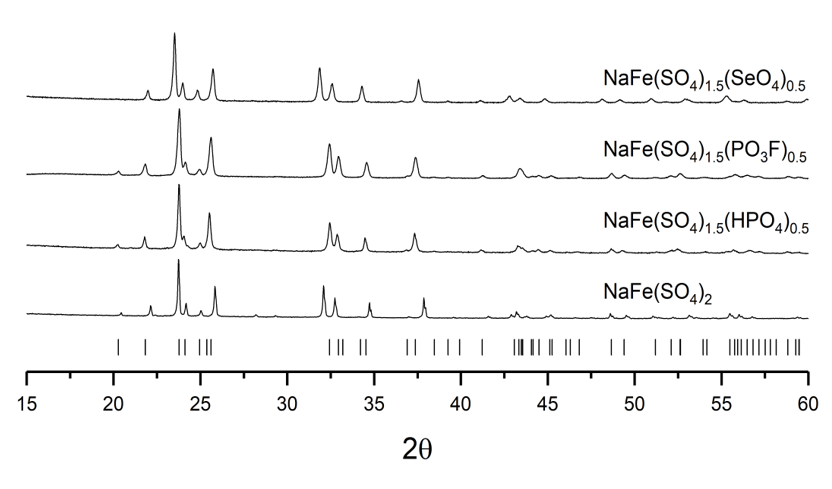 NaFe(SO₄)₁.₅(SeO₄)₀.₅
NaFe(SO₄)₁.₅(PO₃F)₀.₅
NaFe(SO₄)₁.₅(HPO₄)₀.₅
NaFe(SO₄)₂
15 20 25 30 35 40 45 50 55 60
2θ